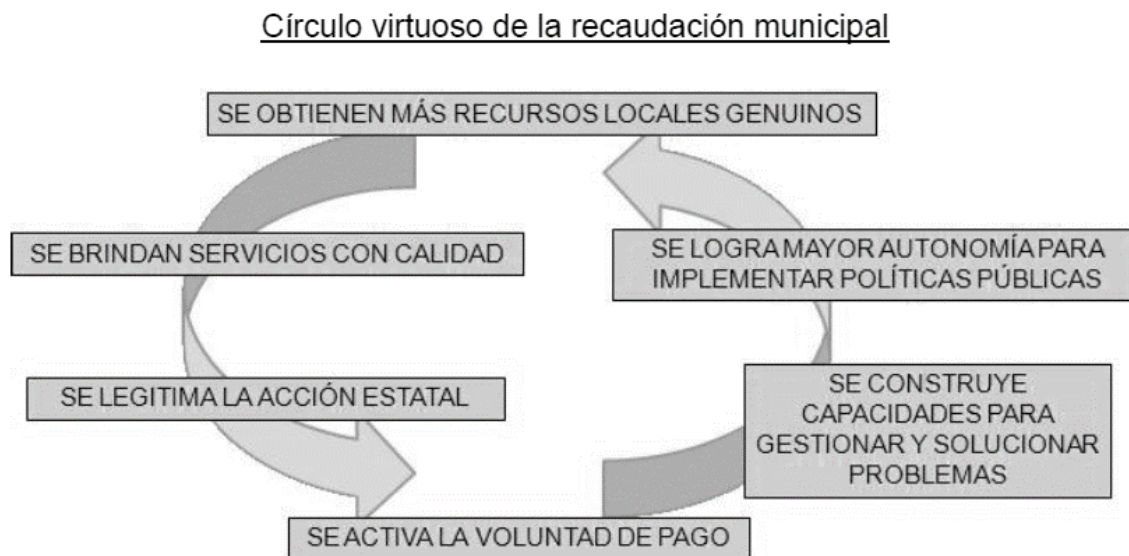 Círculo virtuoso de la recaudación municipal
SE OBTIENEN MÁS RECURSOS LOCALES GENUINOS
SE BRINDAN SERVICIOS CON CALIDAD
SE LEGITIMA LA ACCIÓN ESTATAL
SE ACTIVA LA VOLUNTAD DE PAGO
SE CONSTRUYE
CAPACIDADES PARA
GESTIONAR Y SOLUCIONAR
PROBLEMAS
SE LOGRA MAYOR AUTONOMÍA PARA
IMPLEMENTAR POLÍTICAS PÚBLICAS